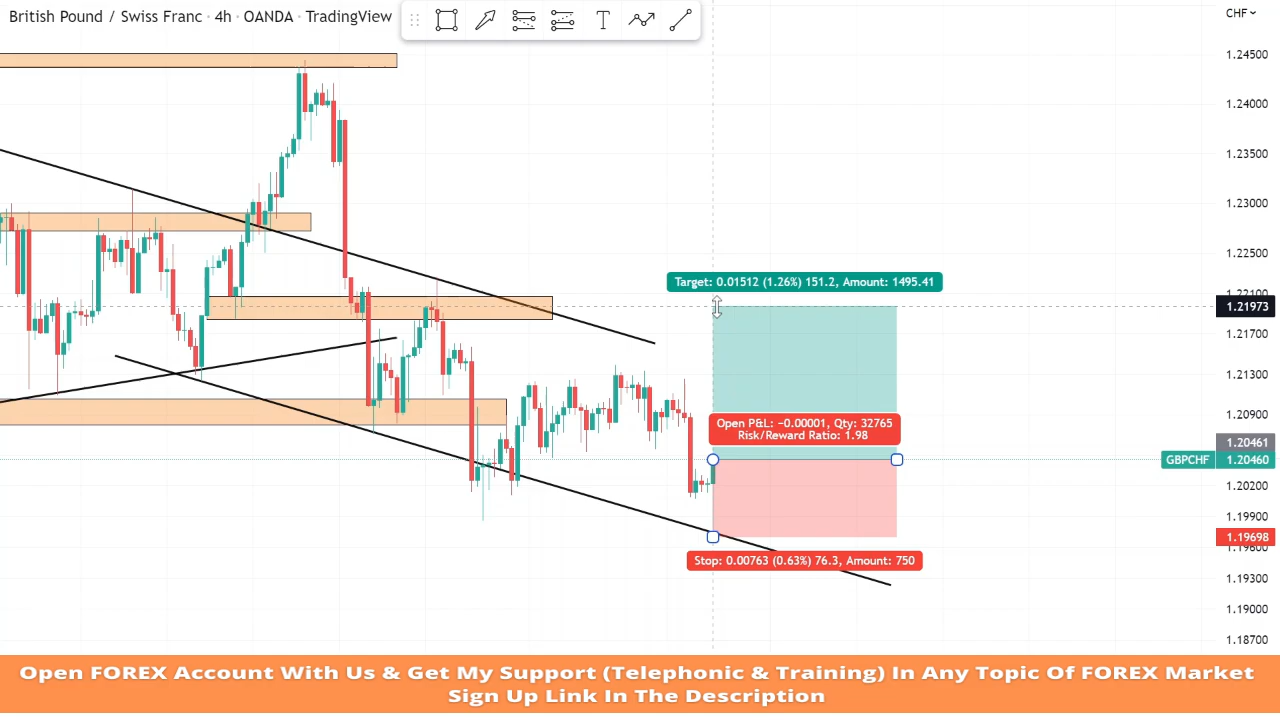 British Pound / Swiss Franc · 4h · OANDA · TradingView
T
CHF
1.24500
1.24000
1.23500
1.23000
1.22500
1.22100
1.21973
1.21700
1.21300
1.20900
1.20461
GBPCHF 1.20460
1.20200
1.19900
1.19698
1.19600
1.19300
1.19000
1.18700
Target: 0.01512 (1.26%) 151.2, Amount: 1495.41
Open P&L: −0.00001, Qty: 32765
Risk/Reward Ratio: 1.98
Stop: 0.00763 (0.63%) 76.3, Amount: 750
Open FOREX Account With Us & Get My Support (Telephonic & Training) In Any Topic Of FOREX Market
Sign Up Link In The Description